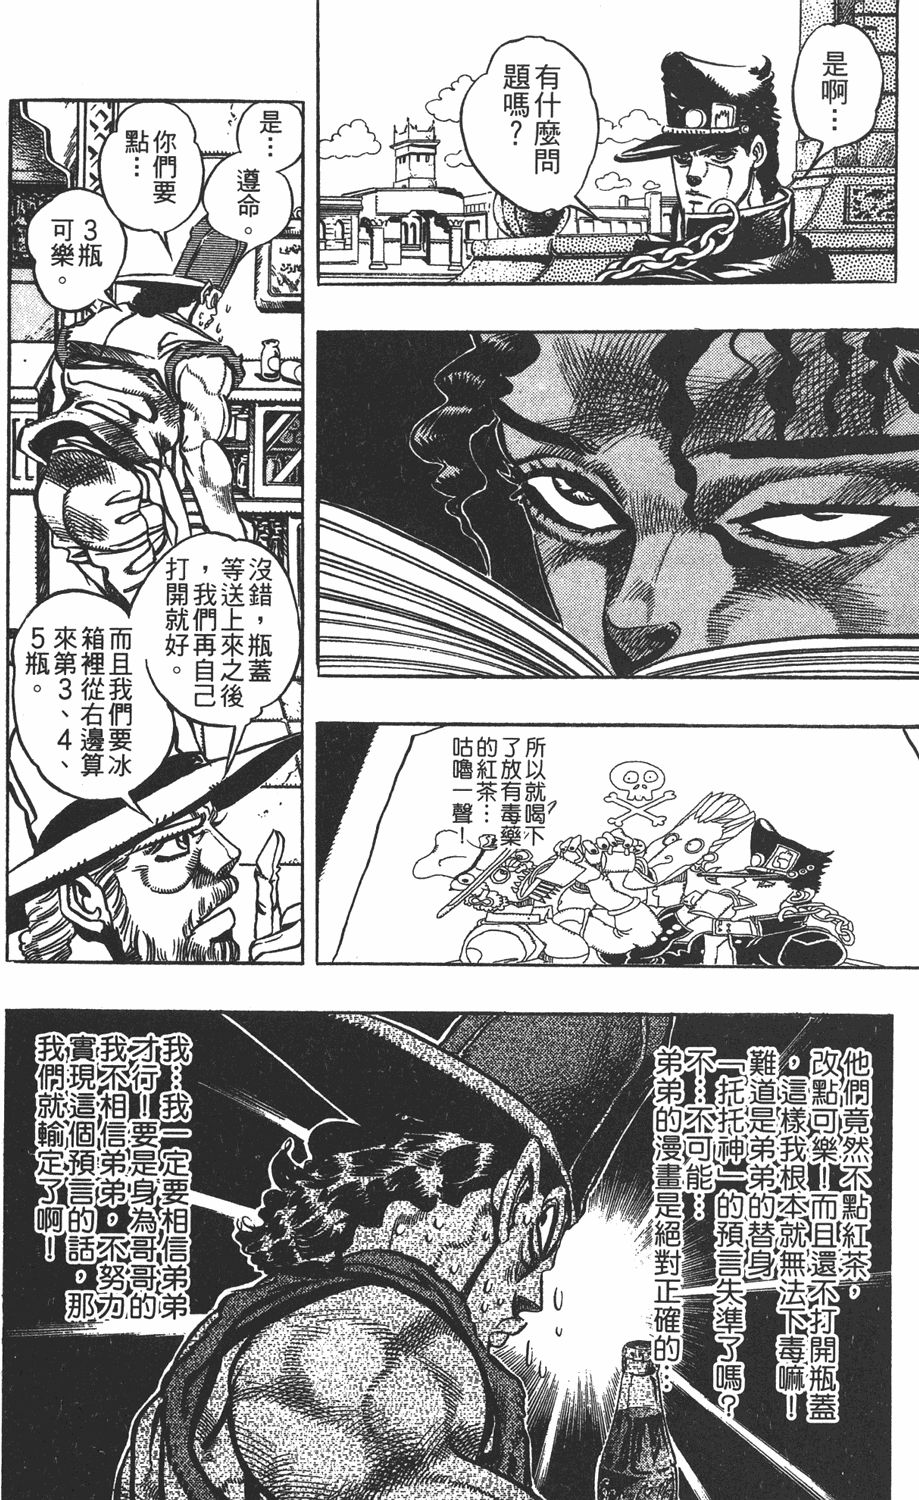 是啊…
有什麼問
題嗎？
所以就喝下
了放有毒藥
的紅茶…
咕嚕一聲！
是…
遵命。
你們要
點…
3瓶
可樂。
沒錯，瓶蓋
等送上來之後
，我們再自己
打開就好。
而且我們要冰
箱裡從右邊算
來第3、4、
5瓶。
他們竟然不點紅茶，
改點可樂！而且還不打開瓶蓋
，這樣我根本就無法下毒嘛！
難道是弟弟的替身
「托托神」的預言失準了嗎？
不…不可能…
弟弟的漫畫是絕對正確的…
我…我一定要相信弟弟
才行！要是身為哥哥的
我不相信弟弟，不努力
實現這個預言的話，那
我們就輸定了啊！